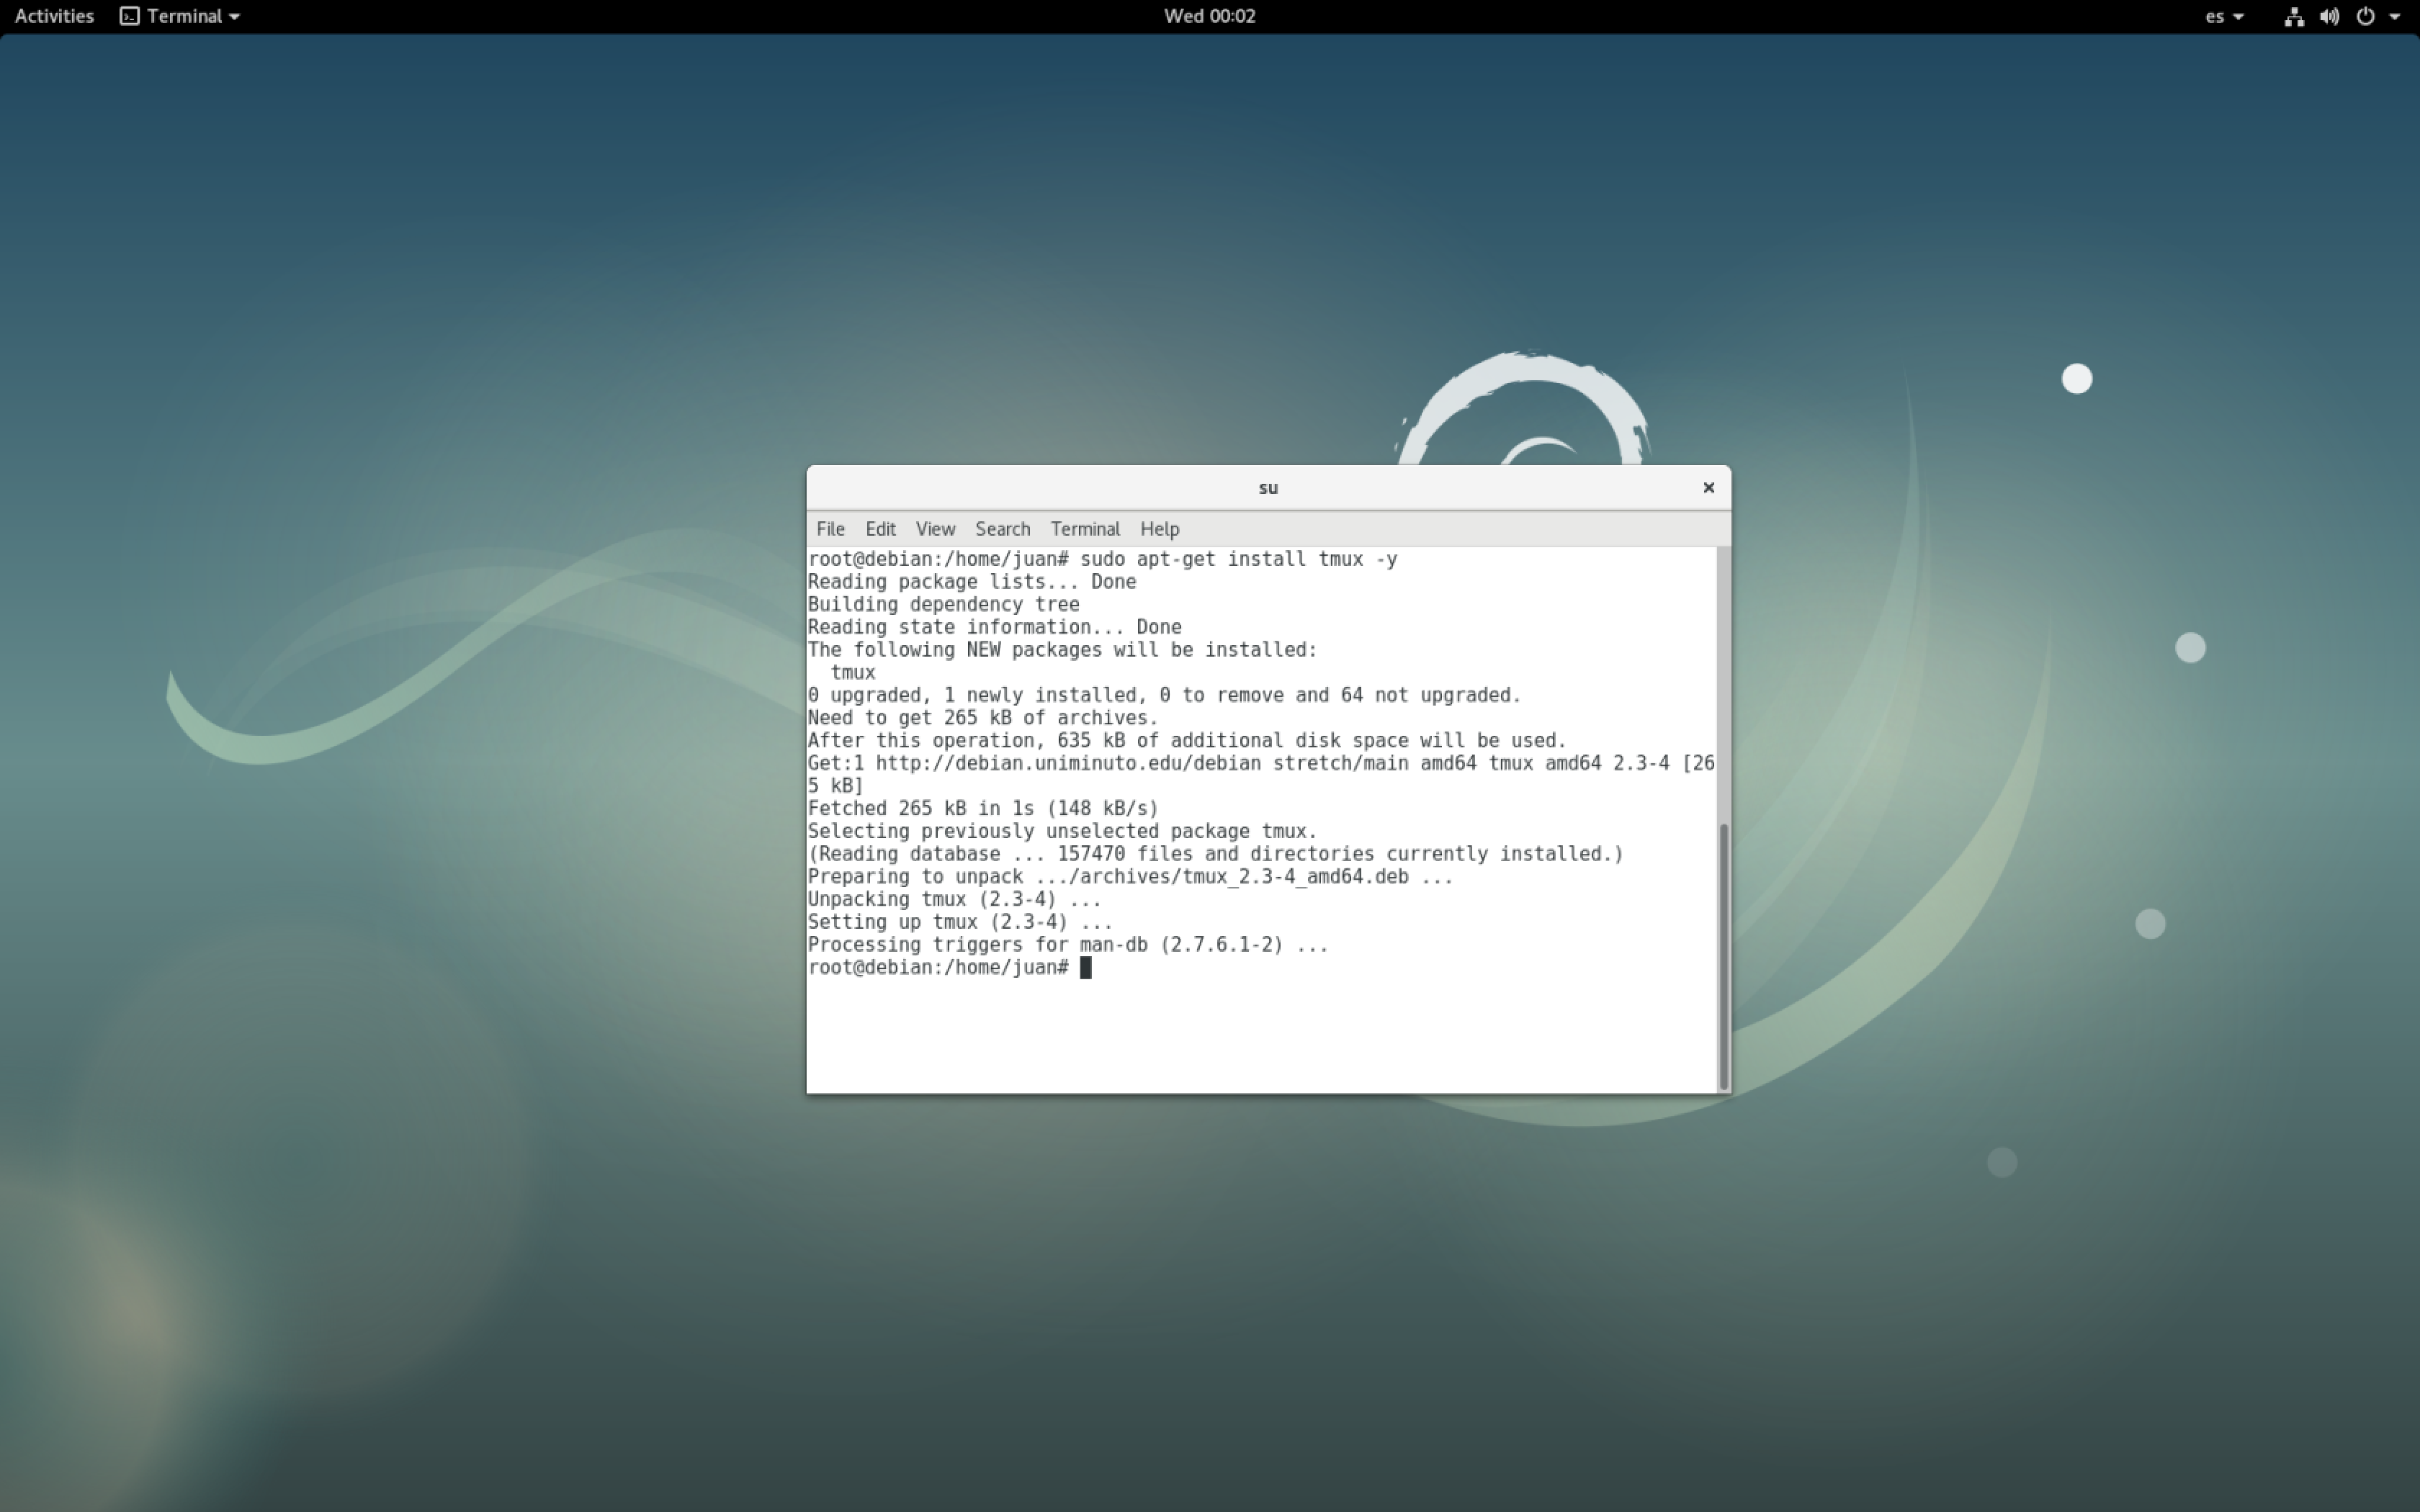 Activities Terminal Wed 00:02 es
su
File Edit View Search Terminal Help
root@debian:/home/juan# sudo apt-get install tmux -y
Reading package lists... Done
Building dependency tree
Reading state information... Done
The following NEW packages will be installed:
  tmux
0 upgraded, 1 newly installed, 0 to remove and 64 not upgraded.
Need to get 265 kB of archives.
After this operation, 635 kB of additional disk space will be used.
Get:1 http://debian.uniminuto.edu/debian stretch/main amd64 tmux amd64 2.3-4 [26
5 kB]
Fetched 265 kB in 1s (148 kB/s)
Selecting previously unselected package tmux.
(Reading database ... 157470 files and directories currently installed.)
Preparing to unpack .../archives/tmux_2.3-4_amd64.deb ...
Unpacking tmux (2.3-4) ...
Setting up tmux (2.3-4) ...
Processing triggers for man-db (2.7.6.1-2) ...
root@debian:/home/juan#